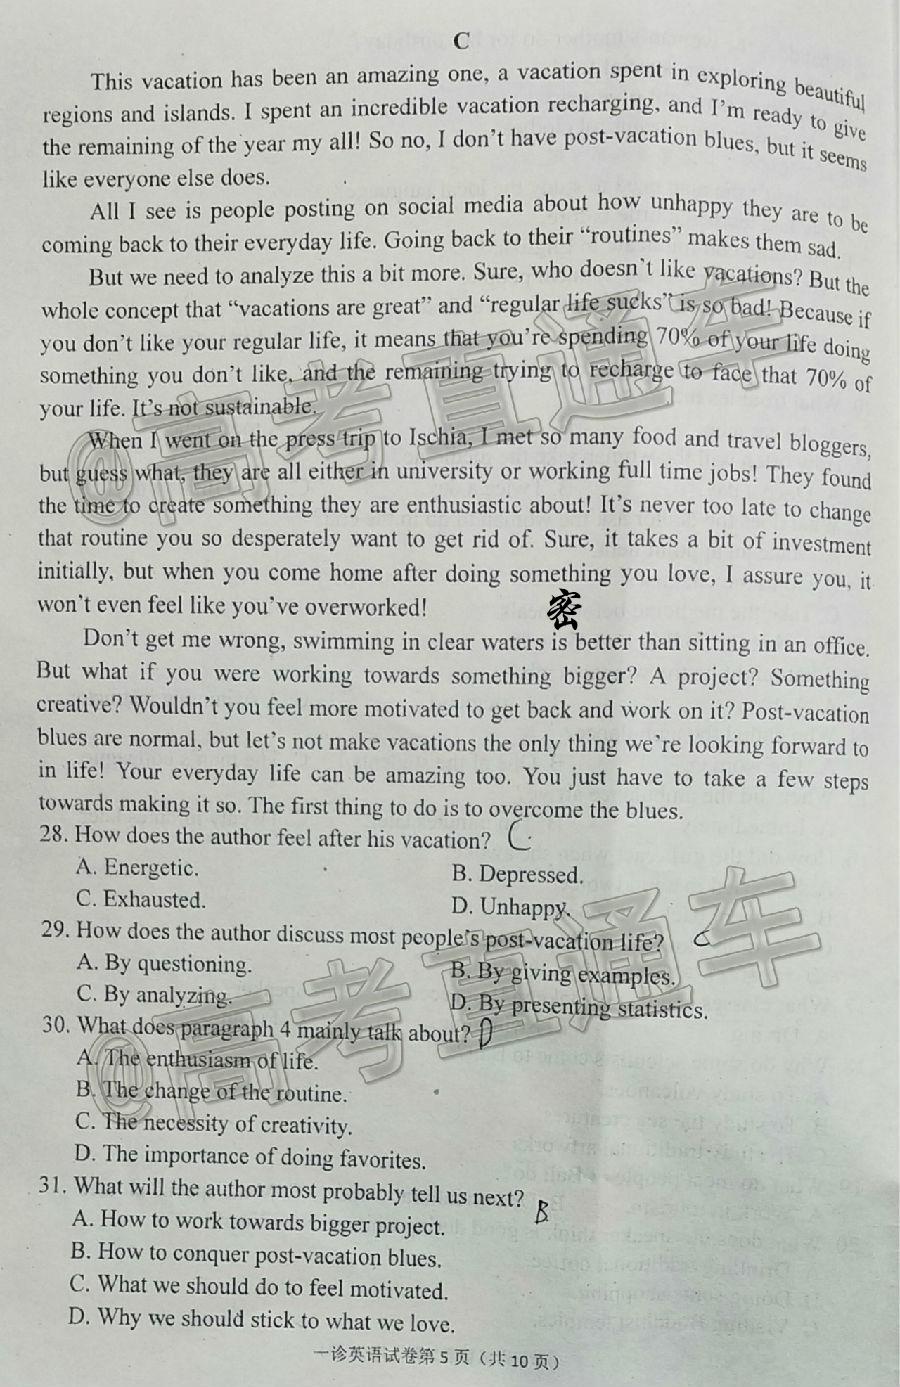 C
This vacation has been an amazing one, a vacation spent in exploring beautiful
regions and islands. I spent an incredible vacation recharging, and I'm ready to give
the remaining of the year my all! So no, I don't have post-vacation blues, but it seems
like everyone else does.
All I see is people posting on social media about how unhappy they are to be
coming back to their everyday life. Going back to their "routines" makes them sad.
But we need to analyze this a bit more. Sure, who doesn't like vacations? But the
whole concept that "vacations are great" and "regular life sucks" is so bad! Because if
you don't like your regular life, it means that you're spending 70% of your life doing
something you don't like, and the remaining trying to recharge to face that 70% of
your life. It's not sustainable.
When I went on the press trip to Ischia, I met so many food and travel bloggers,
but guess what, they are all either in university or working full time jobs! They found
the time to create something they are enthusiastic about! It's never too late to change
that routine you so desperately want to get rid of. Sure, it takes a bit of investment
initially, but when you come home after doing something you love, I assure you, it
won't even feel like you've overworked!
密
Don't get me wrong, swimming in clear waters is better than sitting in an office.
But what if you were working towards something bigger? A project? Something
creative? Wouldn't you feel more motivated to get back and work on it? Post-vacation
blues are normal, but let's not make vacations the only thing we're looking forward to
in life! Your everyday life can be amazing too. You just have to take a few steps
towards making it so. The first thing to do is to overcome the blues.
28. How does the author feel after his vacation? C
A. Energetic. B. Depressed.
C. Exhausted. D. Unhappy.
29. How does the author discuss most people's post-vacation life? C
A. By questioning. B. By giving examples.
C. By analyzing. D. By presenting statistics.
30. What does paragraph 4 mainly talk about? D
A. The enthusiasm of life.
B. The change of the routine.
C. The necessity of creativity.
D. The importance of doing favorites.
31. What will the author most probably tell us next? B
A. How to work towards bigger project.
B. How to conquer post-vacation blues.
C. What we should do to feel motivated.
D. Why we should stick to what we love.
一诊英语试卷第 5 页（共 10 页）
@高考直通车
@高考直通车